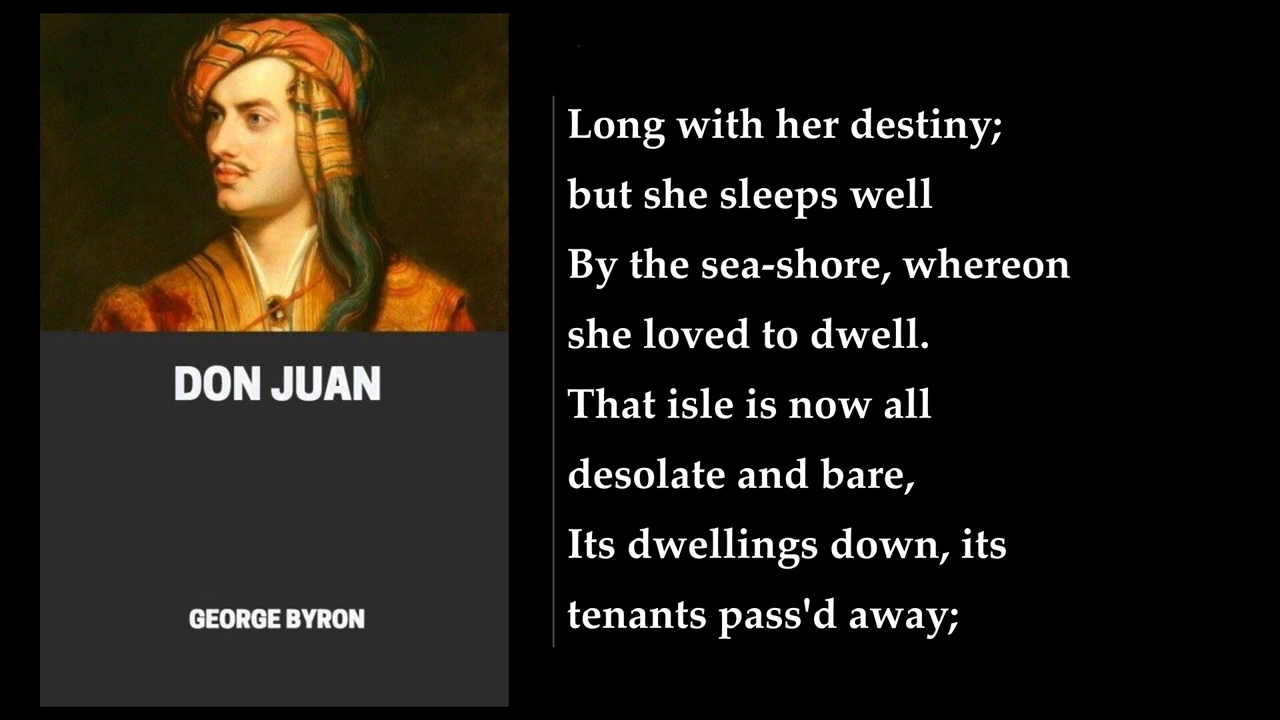 DON JUAN
GEORGE BYRON
Long with her destiny;
but she sleeps well
By the sea-shore, whereon
she loved to dwell.
That isle is now all
desolate and bare,
Its dwellings down, its
tenants pass'd away;